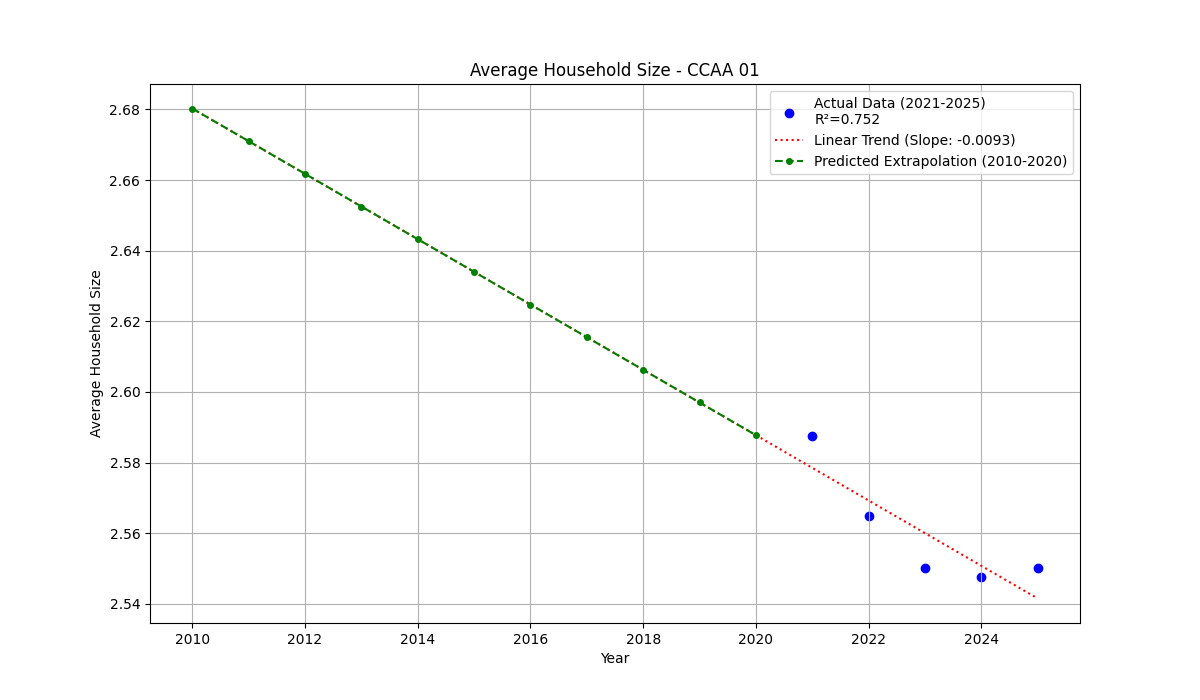 Average Household Size - CCAA 01
Actual Data (2021-2025)
R²=0.752
Linear Trend (Slope: -0.0093)
Predicted Extrapolation (2010-2020)
Average Household Size
2.68
2.66
2.64
2.62
2.60
2.58
2.56
2.54
2010 2012 2014 2016 2018 2020 2022 2024
Year